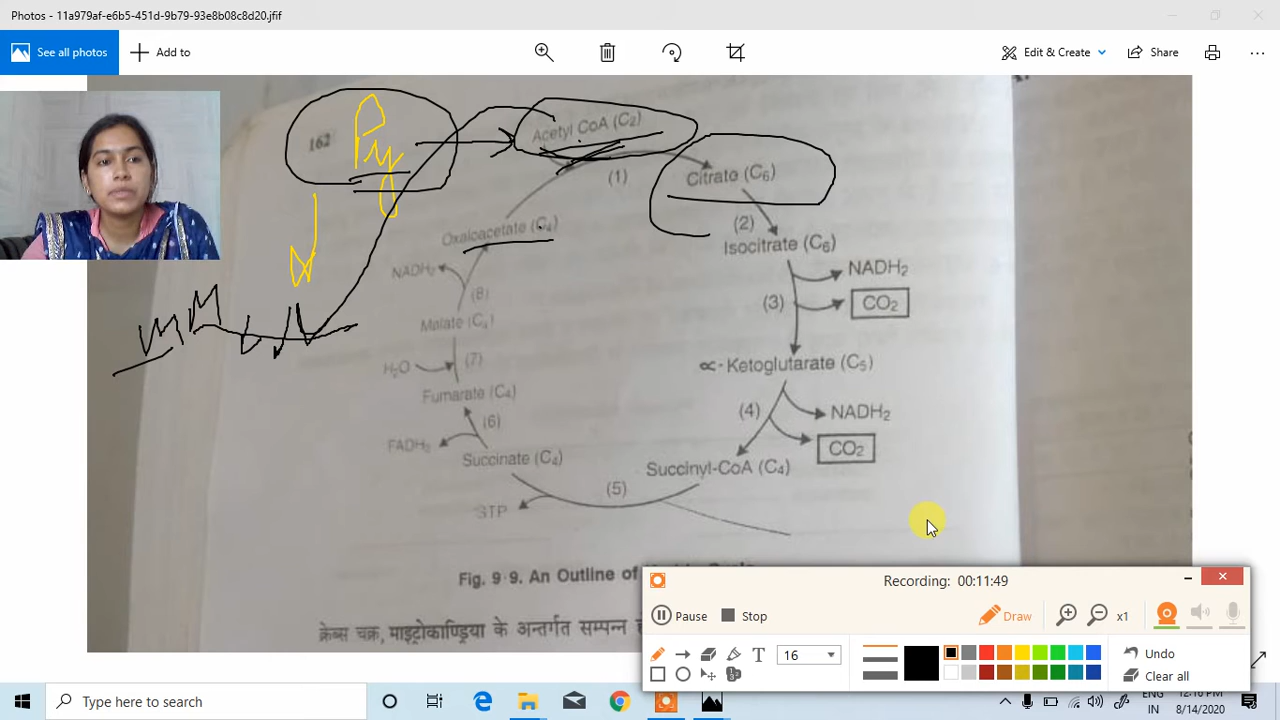 Photos - 11a979af-e6b5-451d-9b79-93e8b08c8d20.jfif
See all photos
Add to
Edit & Create
Share
162
Py
Acetyl CoA (C₂)
(1)
Citrate (C₆)
(2)
Oxaloacetate (C₄)
Isocitrate (C₆)
NADH₂
NADH₂
(8)
(3)
CO₂
Malate (C₄)
H₂O
(7)
∝-Ketoglutarate (C₅)
Fumarate (C₄)
(4)
NADH₂
(6)
FADH₂
CO₂
Succinate (C₄)
Succinyl-CoA (C₄)
(5)
GTP
Fig. 9·9. An Outline of
क्रेब्स चक्र, माइट्रोकाण्ड्रिया के अन्तर्गत सम्पन्न
Recording: 00:11:49
Pause
Stop
Draw
x1
T
16
Undo
Clear all
Type here to search
ENG
IN
12:16 PM
8/14/2020